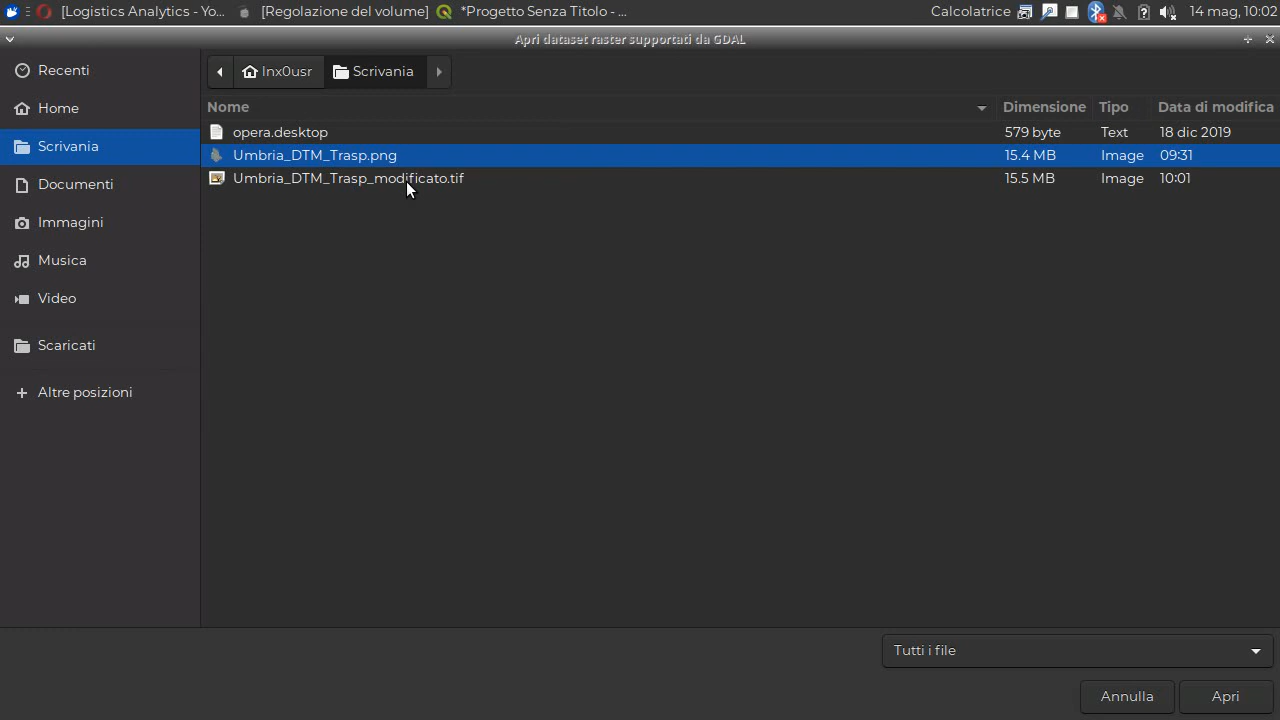 [Logistics Analytics - Yo... [Regolazione del volume] *Progetto Senza Titolo - ... Calcolatrice 14 mag, 10:02
Apri dataset raster supportati da GDAL
Recenti
Home
Scrivania
Documenti
Immagini
Musica
Video
Scaricati
Altre posizioni
lnx0usr Scrivania
Nome Dimensione Tipo Data di modifica
opera.desktop 579 byte Text 18 dic 2019
Umbria_DTM_Trasp.png 15.4 MB Image 09:31
Umbria_DTM_Trasp_modificato.tif 15.5 MB Image 10:01
Tutti i file
Annulla Apri